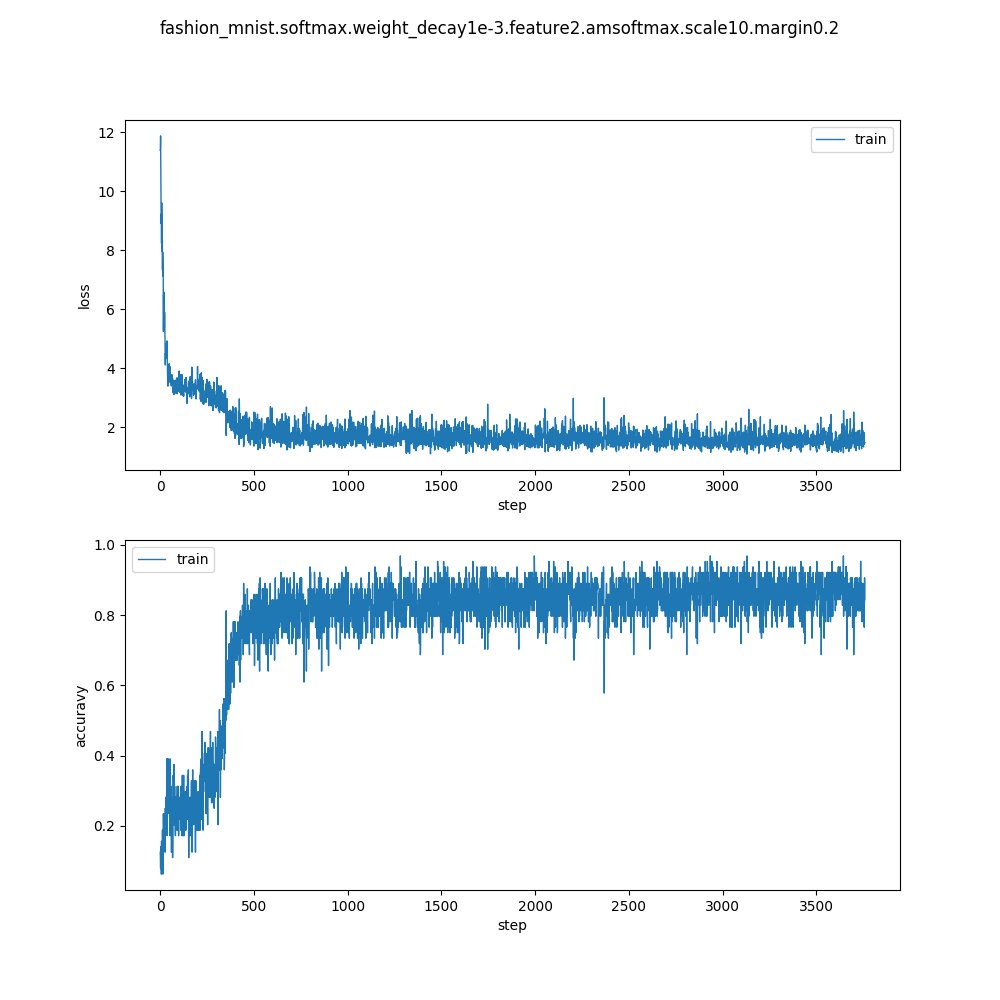 fashion_mnist.softmax.weight_decay1e-3.feature2.amsoftmax.scale10.margin0.2
12
10
8
6
4
2
loss
train
0 500 1000 1500 2000 2500 3000 3500
step
1.0
0.8
0.6
0.4
0.2
accuravy
train
0 500 1000 1500 2000 2500 3000 3500
step